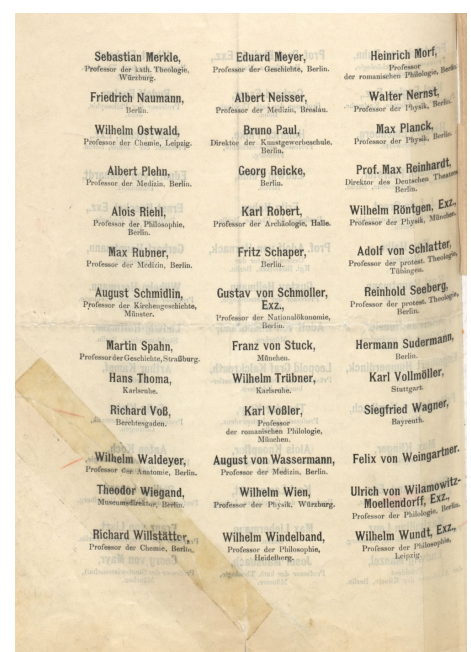 Sebastian Merkle,
Professor der kath. Theologie,
Würzburg.
Eduard Meyer,
Professor der Geschichte, Berlin.
Heinrich Morf,
Professor
der romanischen Philologie, Berlin.
Friedrich Naumann,
Berlin.
Albert Neisser,
Professor der Medizin, Breslau.
Walter Nernst,
Professor der Physik, Berlin.
Wilhelm Ostwald,
Professor der Chemie, Leipzig.
Bruno Paul,
Direktor der Kunstgewerbeschule,
Berlin.
Max Planck,
Professor der Physik, Berlin.
Albert Plehn,
Professor der Medizin, Berlin.
Georg Reicke,
Berlin.
Prof. Max Reinhardt,
Direktor des Deutschen Theaters,
Berlin.
Alois Riehl,
Professor der Philosophie,
Berlin.
Karl Robert,
Professor der Archäologie, Halle.
Wilhelm Röntgen, Exz.,
Professor der Physik, München.
Max Rubner,
Professor der Medizin, Berlin.
Fritz Schaper,
Berlin.
Adolf von Schlatter,
Professor der protest. Theologie,
Tübingen.
August Schmidlin,
Professor der Kirchengeschichte,
Münster.
Gustav von Schmoller,
Exz.,
Professor der Nationalökonomie,
Berlin.
Reinhold Seeberg,
Professor der protest. Theologie,
Berlin.
Martin Spahn,
Professor der Geschichte, Straßburg.
Franz von Stuck,
München.
Hermann Sudermann,
Berlin.
Hans Thoma,
Karlsruhe.
Wilhelm Trübner,
Karlsruhe.
Karl Vollmöller,
Stuttgart.
Richard Voß,
Berchtesgaden.
Karl Voßler,
Professor
der romanischen Philologie,
München.
Siegfried Wagner,
Bayreuth.
Wilhelm Waldeyer,
Professor der Anatomie, Berlin.
August von Wassermann,
Professor der Medizin, Berlin.
Felix von Weingartner.
Theodor Wiegand,
Museumsdirektor, Berlin.
Wilhelm Wien,
Professor der Physik, Würzburg.
Ulrich von Wilamowitz-
Moellendorff, Exz.,
Professor der Philologie, Berlin.
Richard Willstätter,
Professor der Chemie, Berlin.
Wilhelm Windelband,
Professor der Philosophie,
Heidelberg.
Wilhelm Wundt, Exz.,
Professor der Philosophie,
Leipzig.